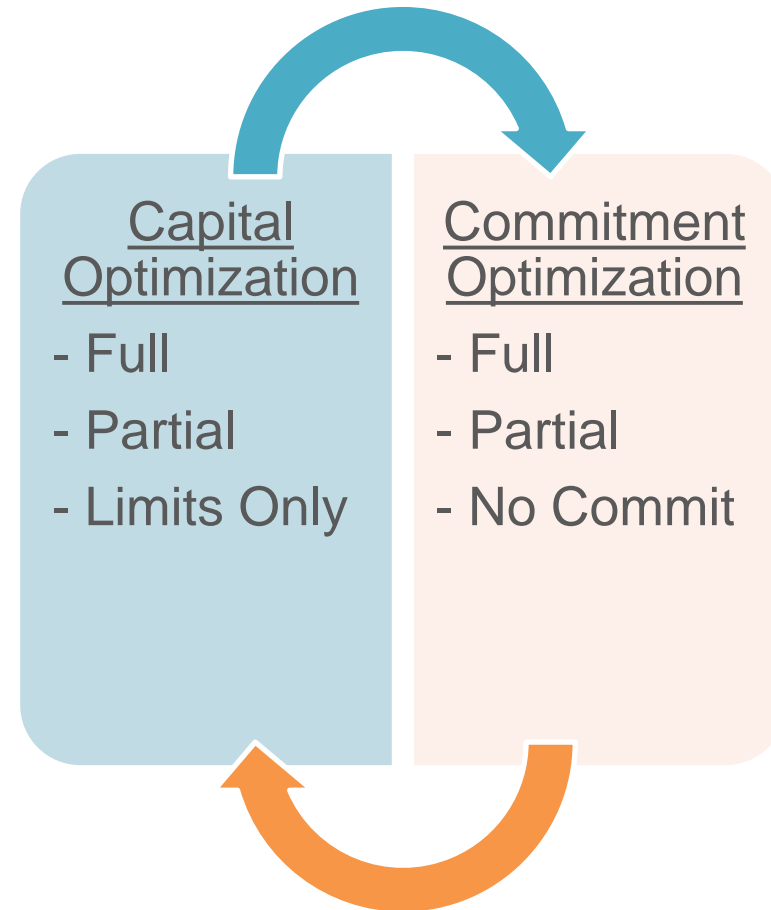 Capital
Optimization
- Full
- Partial
- Limits Only
Commitment
Optimization
- Full
- Partial
- No Commit